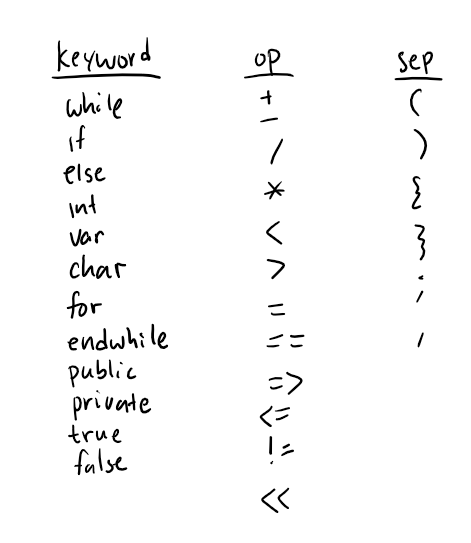 keyword
while
if
else
int
var
char
for
endwhile
public
private
true
false
op
+
-
/
*
<
>
=
==
=>
<=
!=
<<
sep
(
)
{
}
;
,